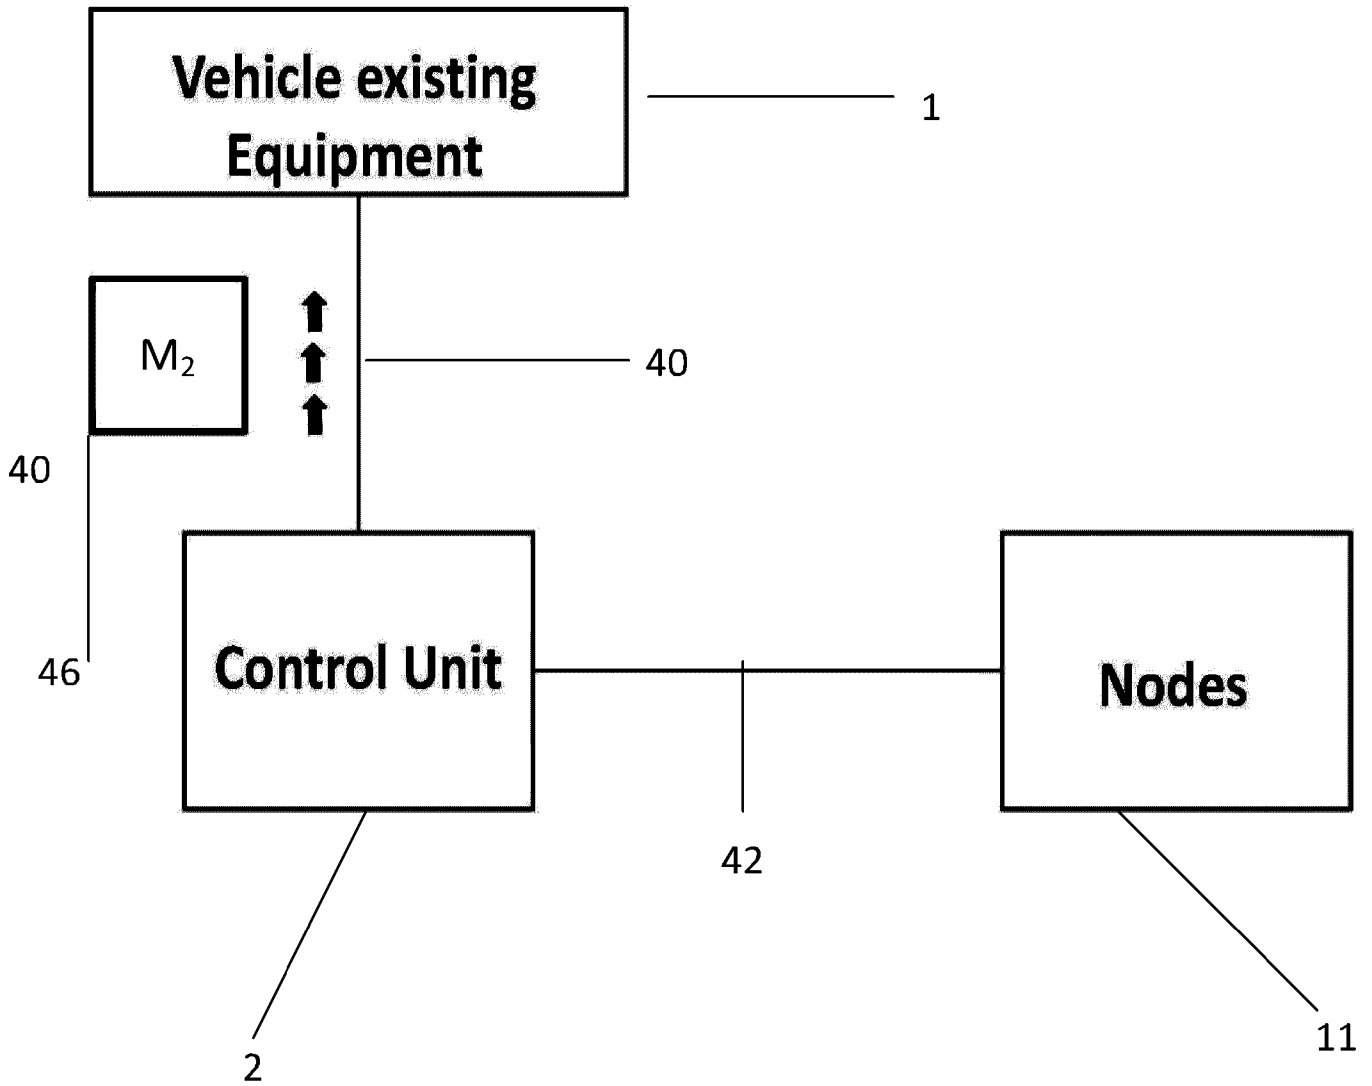 Vehicle existing
Equipment
1
M₂
40
40
46
Control Unit
Nodes
42
2
11